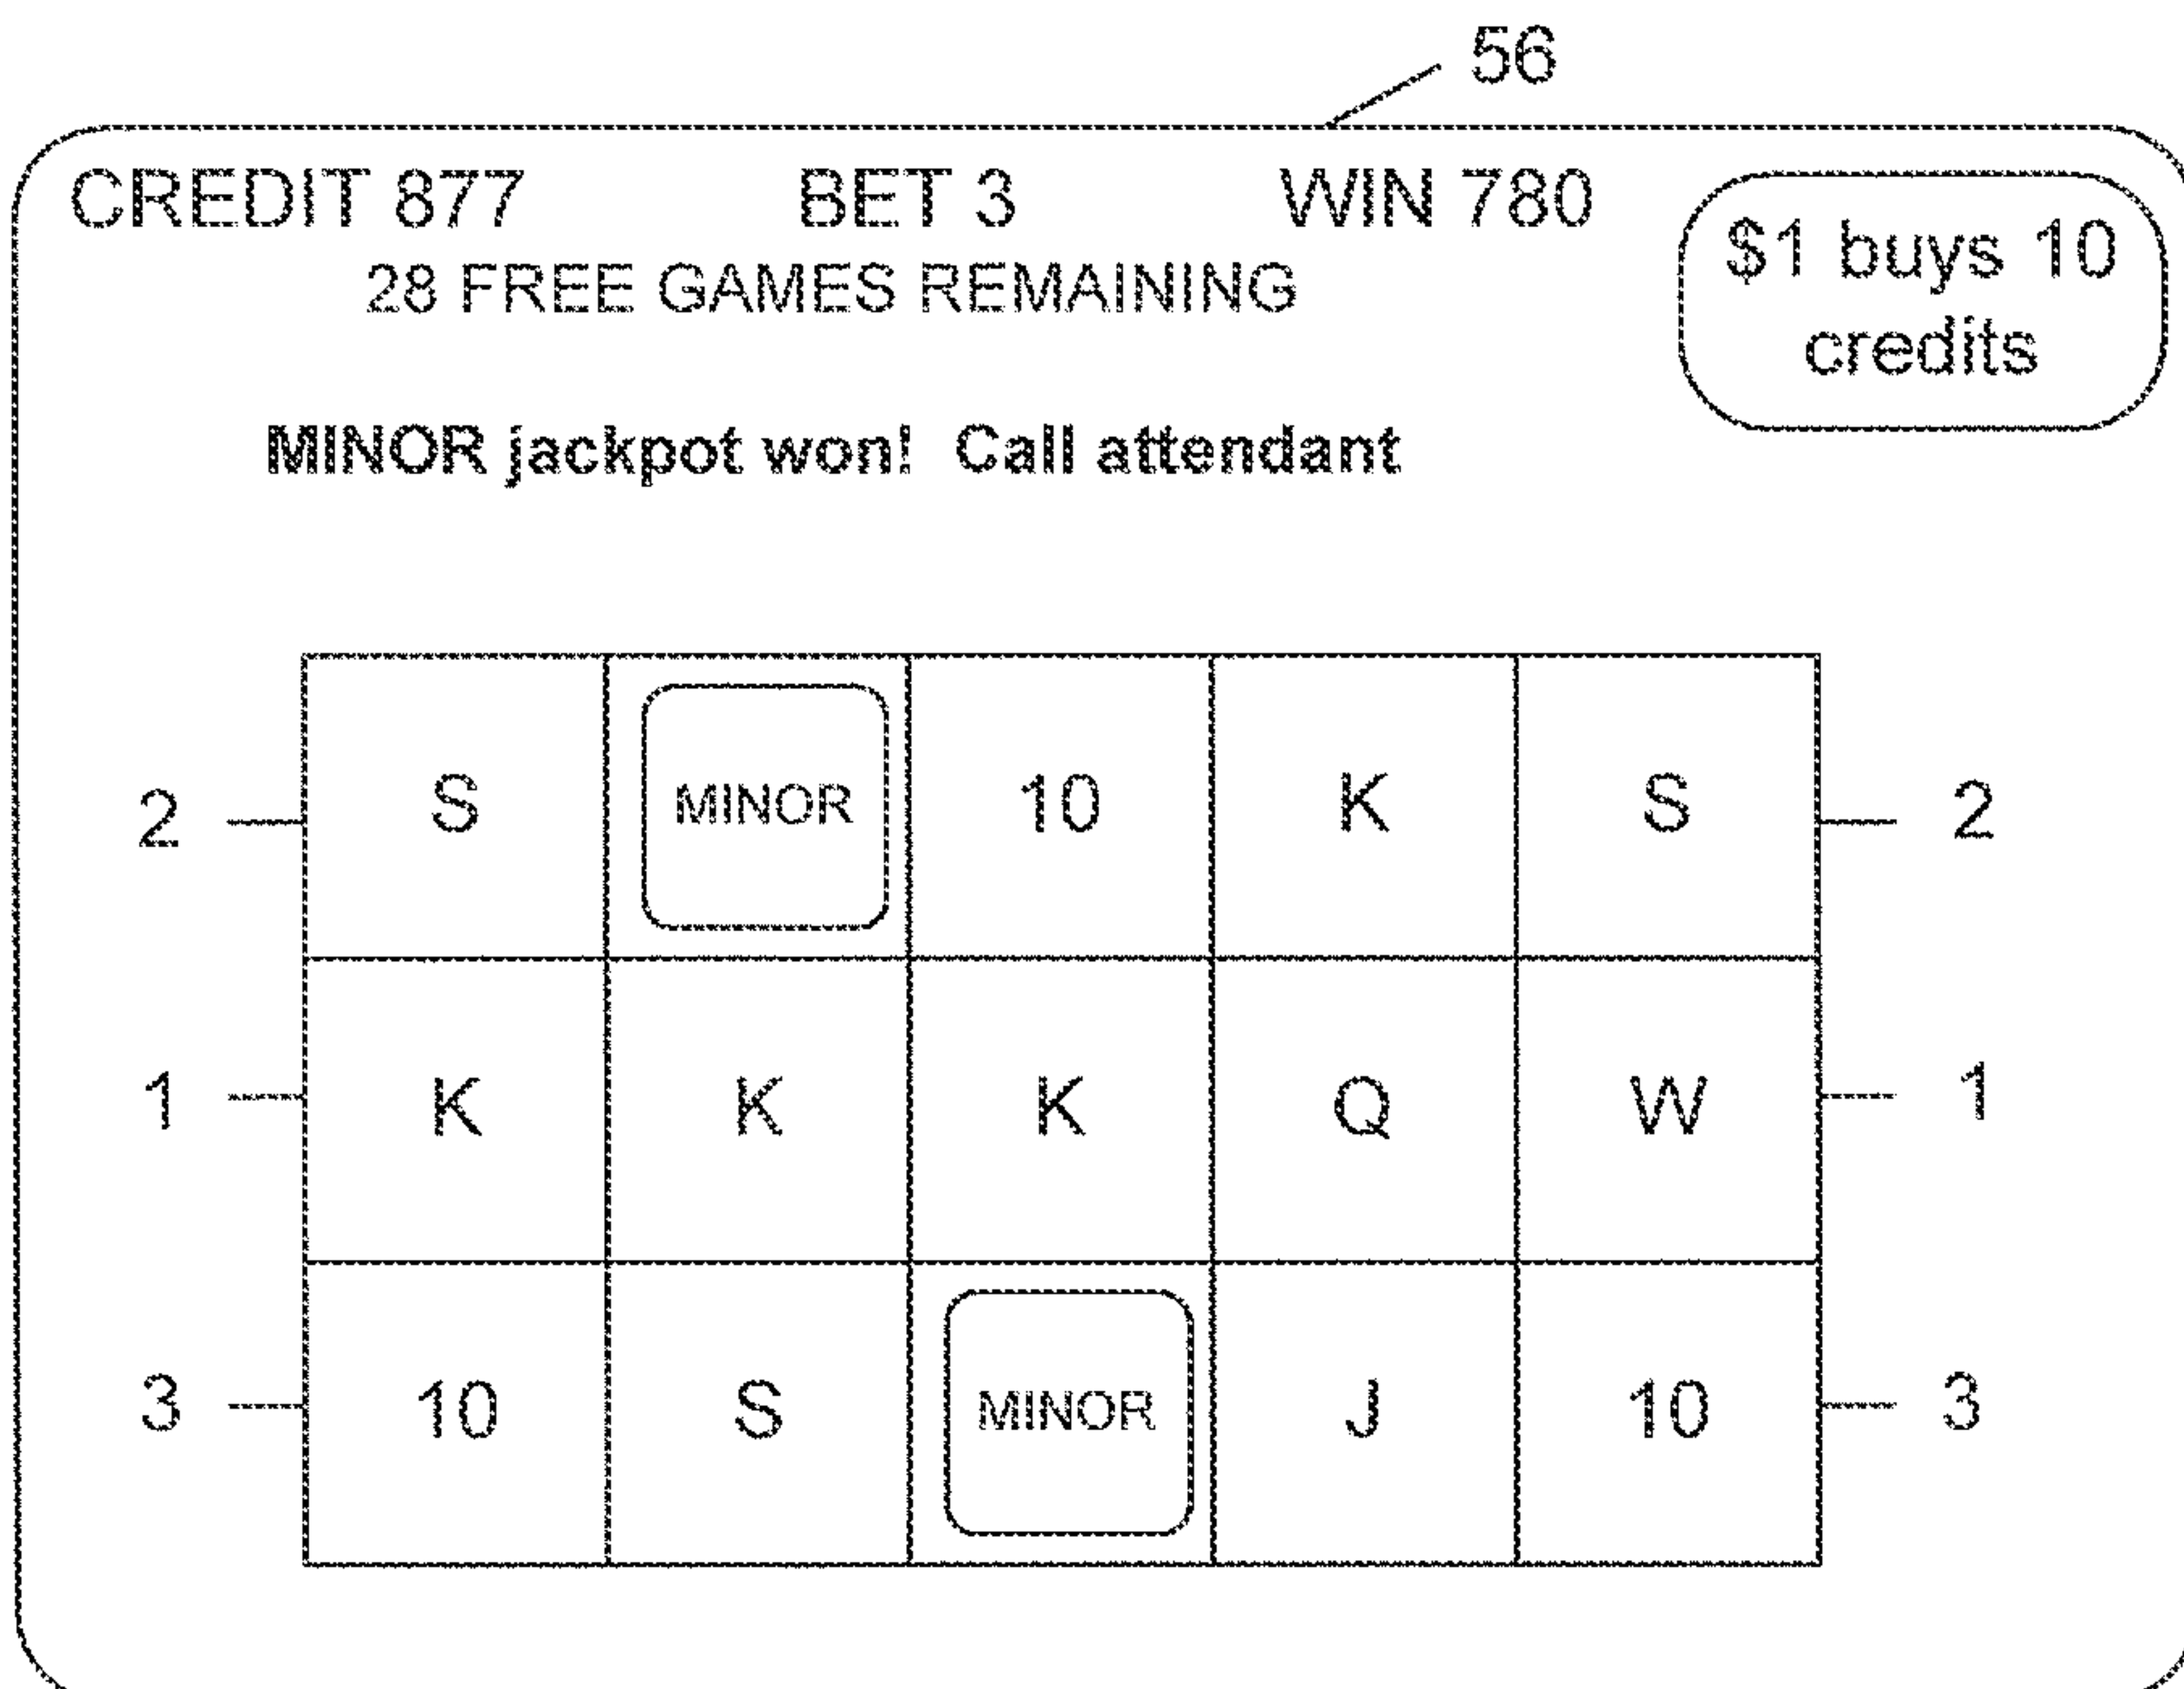 56
CREDIT 877 BET 3 WIN 780
28 FREE GAMES REMAINING
$1 buys 10
credits
MINOR jackpot won! Call attendant
2 S MINOR 10 K S 2
1 K K K Q W 1
3 10 S MINOR J 10 3